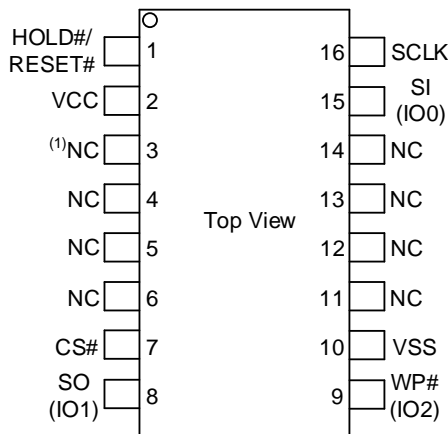 HOLD#/
RESET#
1
16
SCLK
VCC
2
15
SI
(IO0)
(1)NC
3
14
NC
NC
4
13
NC
Top View
NC
5
12
NC
NC
6
11
NC
CS#
7
10
VSS
SO
(IO1)
8
9
WP#
(IO2)